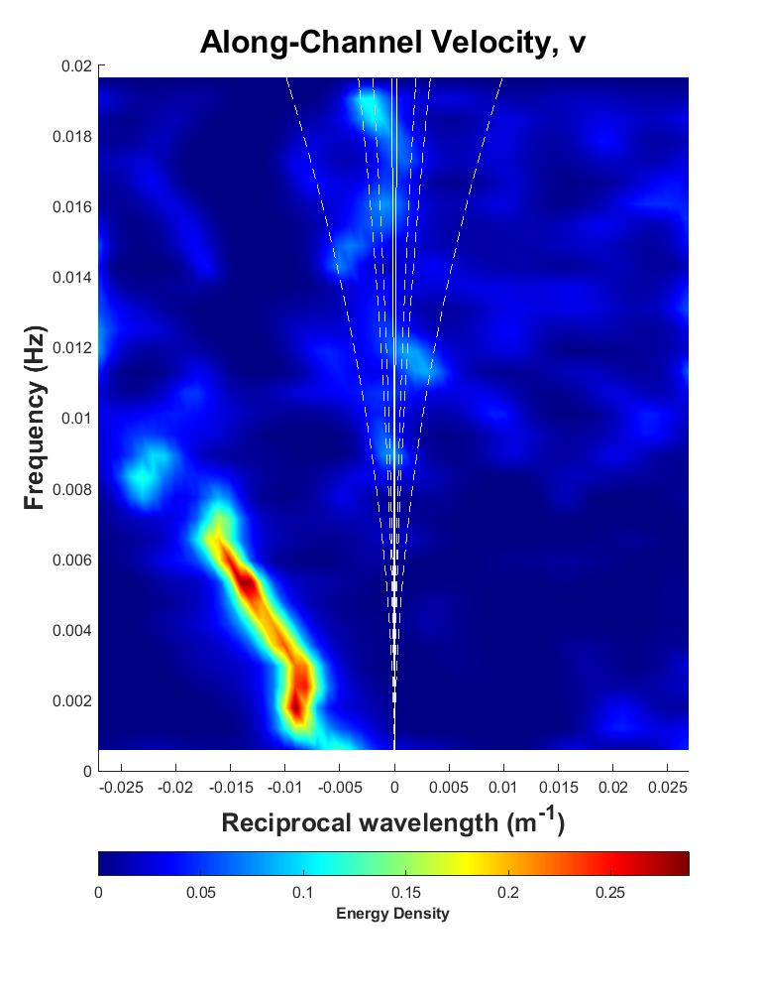 Along-Channel Velocity, v
0.02
0.018
0.016
0.014
0.012
0.01
0.008
0.006
0.004
0.002
0
Frequency (Hz)
-0.025 -0.02 -0.015 -0.01 -0.005 0 0.005 0.01 0.015 0.02 0.025
Reciprocal wavelength (m-1)
0 0.05 0.1 0.15 0.2 0.25
Energy Density